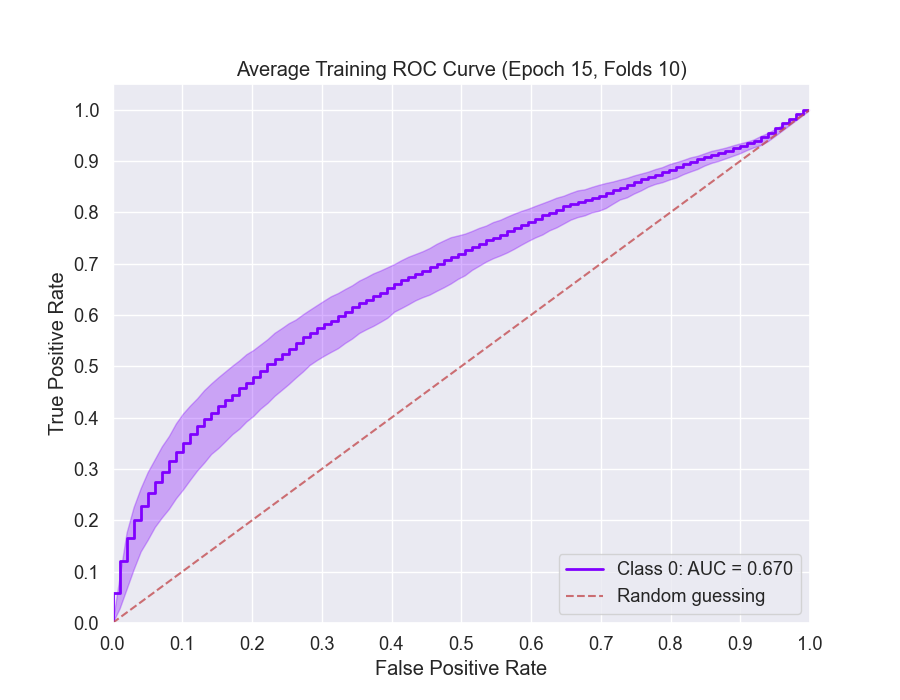 Average Training ROC Curve (Epoch 15, Folds 10)
True Positive Rate
1.0
0.9
0.8
0.7
0.6
0.5
0.4
0.3
0.2
0.1
0.0
Class 0: AUC = 0.670
Random guessing
0.0 0.1 0.2 0.3 0.4 0.5 0.6 0.7 0.8 0.9 1.0
False Positive Rate